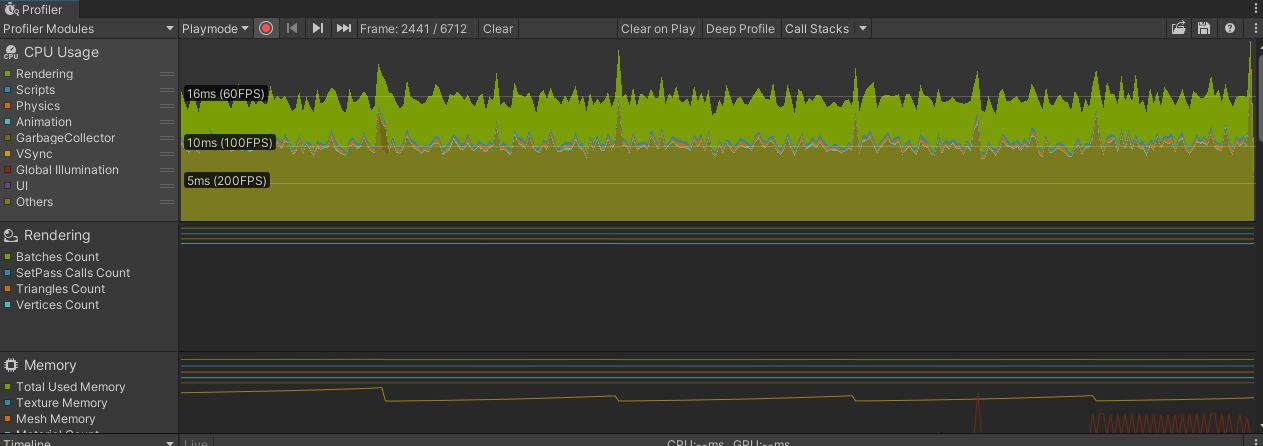 Profiler
Profiler Modules Playmode Frame: 2441 / 6712 Clear Clear on Play Deep Profile Call Stacks
CPU Usage
Rendering
Scripts
Physics
Animation
GarbageCollector
VSync
Global Illumination
UI
Others
16ms (60FPS)
10ms (100FPS)
5ms (200FPS)
Rendering
Batches Count
SetPass Calls Count
Triangles Count
Vertices Count
Memory
Total Used Memory
Texture Memory
Mesh Memory
Timeline Live CPU:--ms GPU:--ms